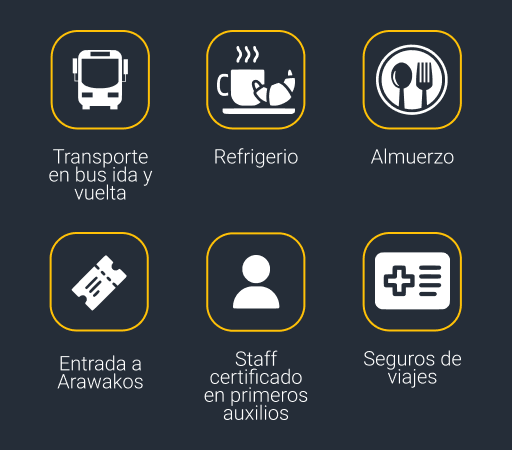 Transporte
en bus ida y
vuelta
Refrigerio
Almuerzo
Entrada a
Arawakos
Staff
certificado
en primeros
auxilios
Seguros de
viajes